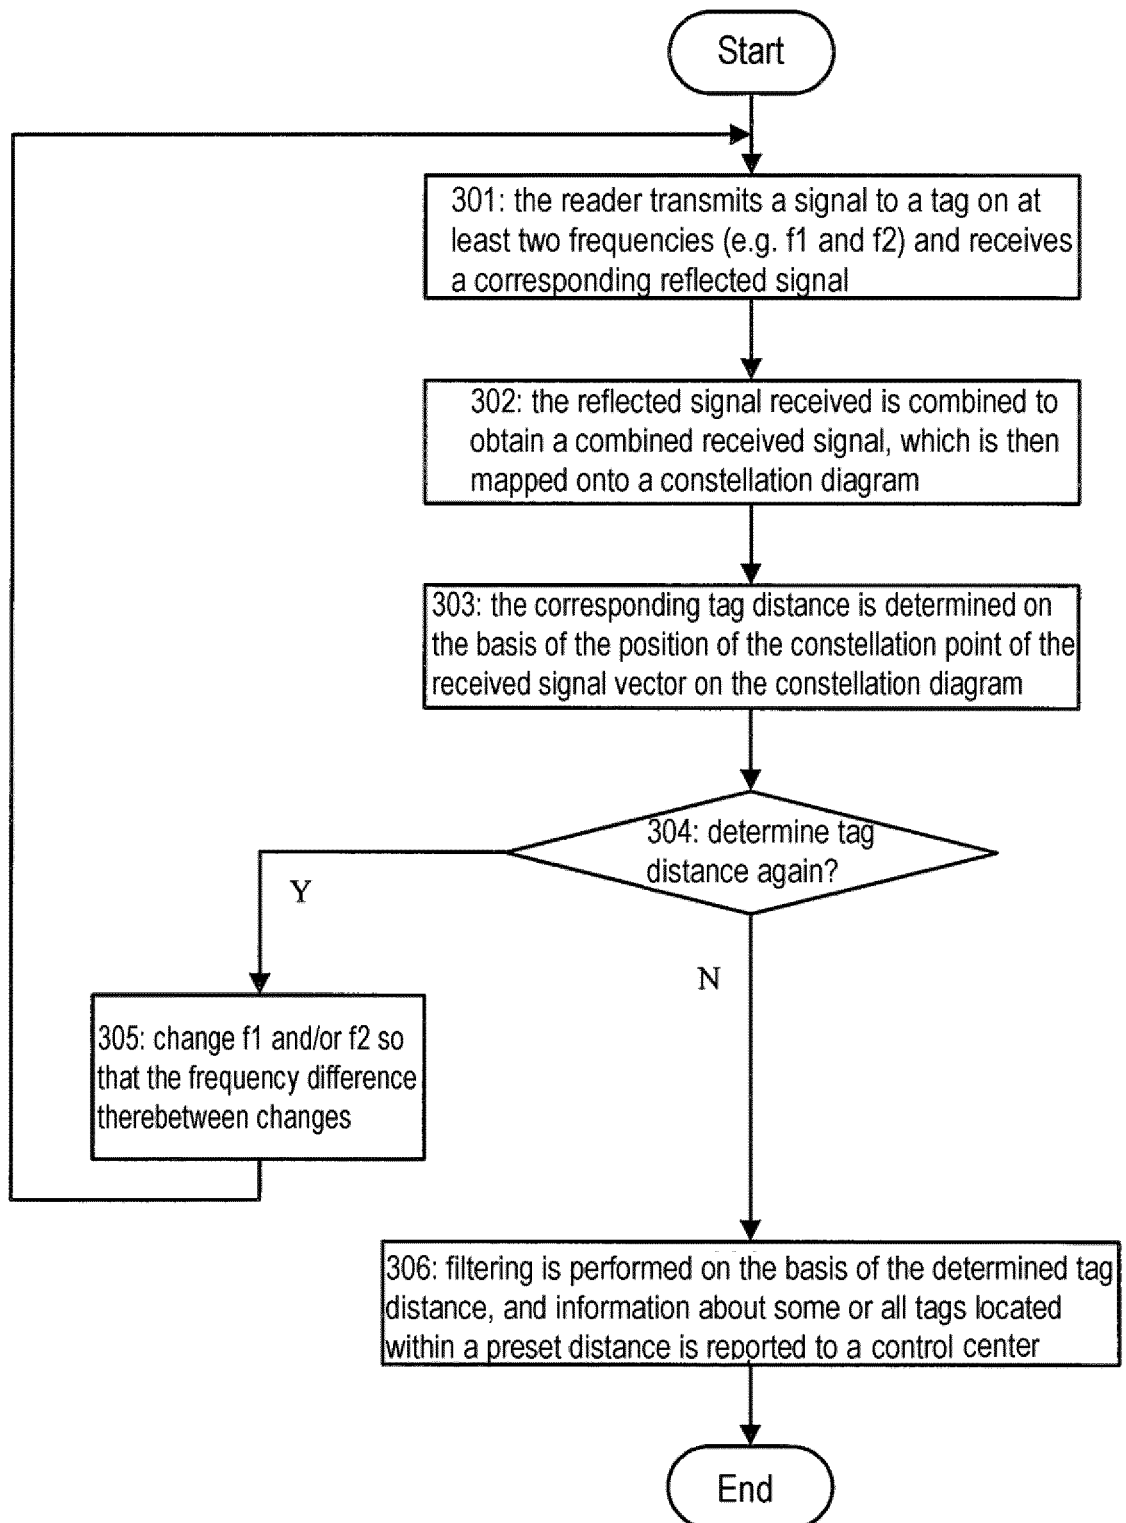 Start
301: the reader transmits a signal to a tag on at
least two frequencies (e.g. f1 and f2) and receives
a corresponding reflected signal
302: the reflected signal received is combined to
obtain a combined received signal, which is then
mapped onto a constellation diagram
303: the corresponding tag distance is determined on
the basis of the position of the constellation point of the
received signal vector on the constellation diagram
304: determine tag
distance again?
Y
N
305: change f1 and/or f2 so
that the frequency difference
therebetween changes
306: filtering is performed on the basis of the determined tag
distance, and information about some or all tags located
within a preset distance is reported to a control center
End